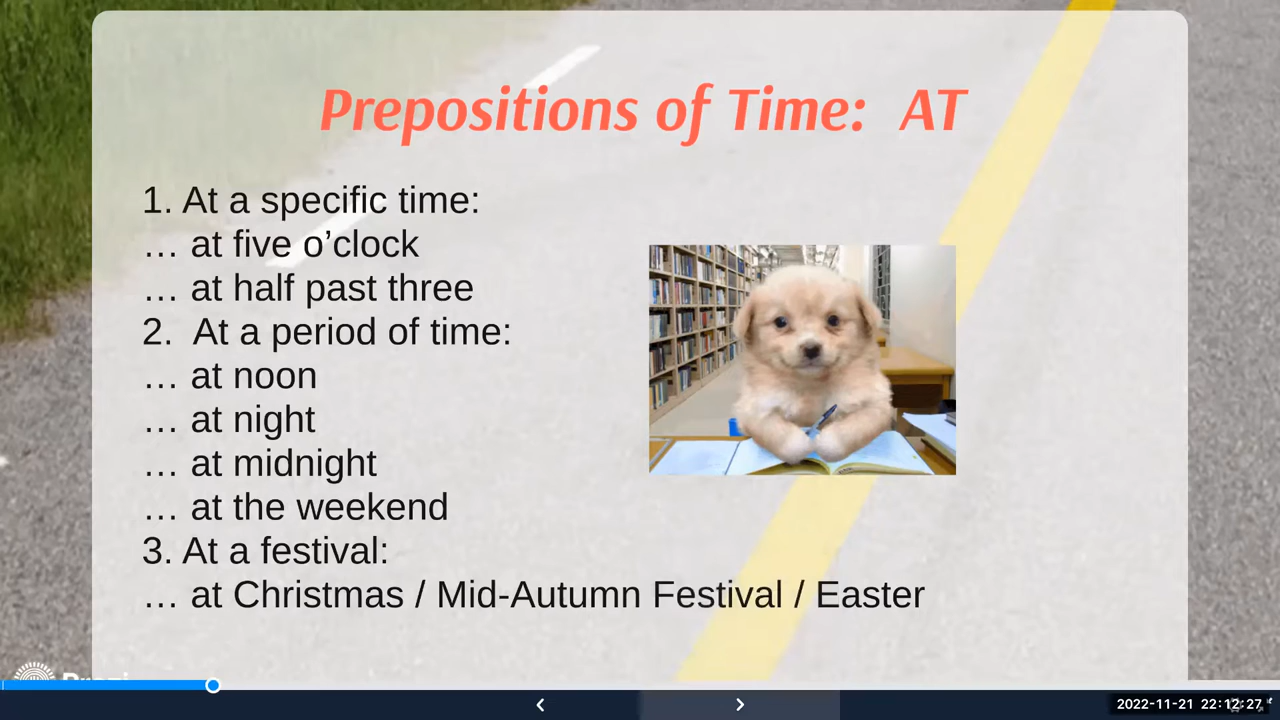 Prepositions of Time: AT
1. At a specific time:
… at five o’clock
… at half past three
2. At a period of time:
… at noon
… at night
… at midnight
… at the weekend
3. At a festival:
… at Christmas / Mid-Autumn Festival / Easter
2022-11-21 22:12:27